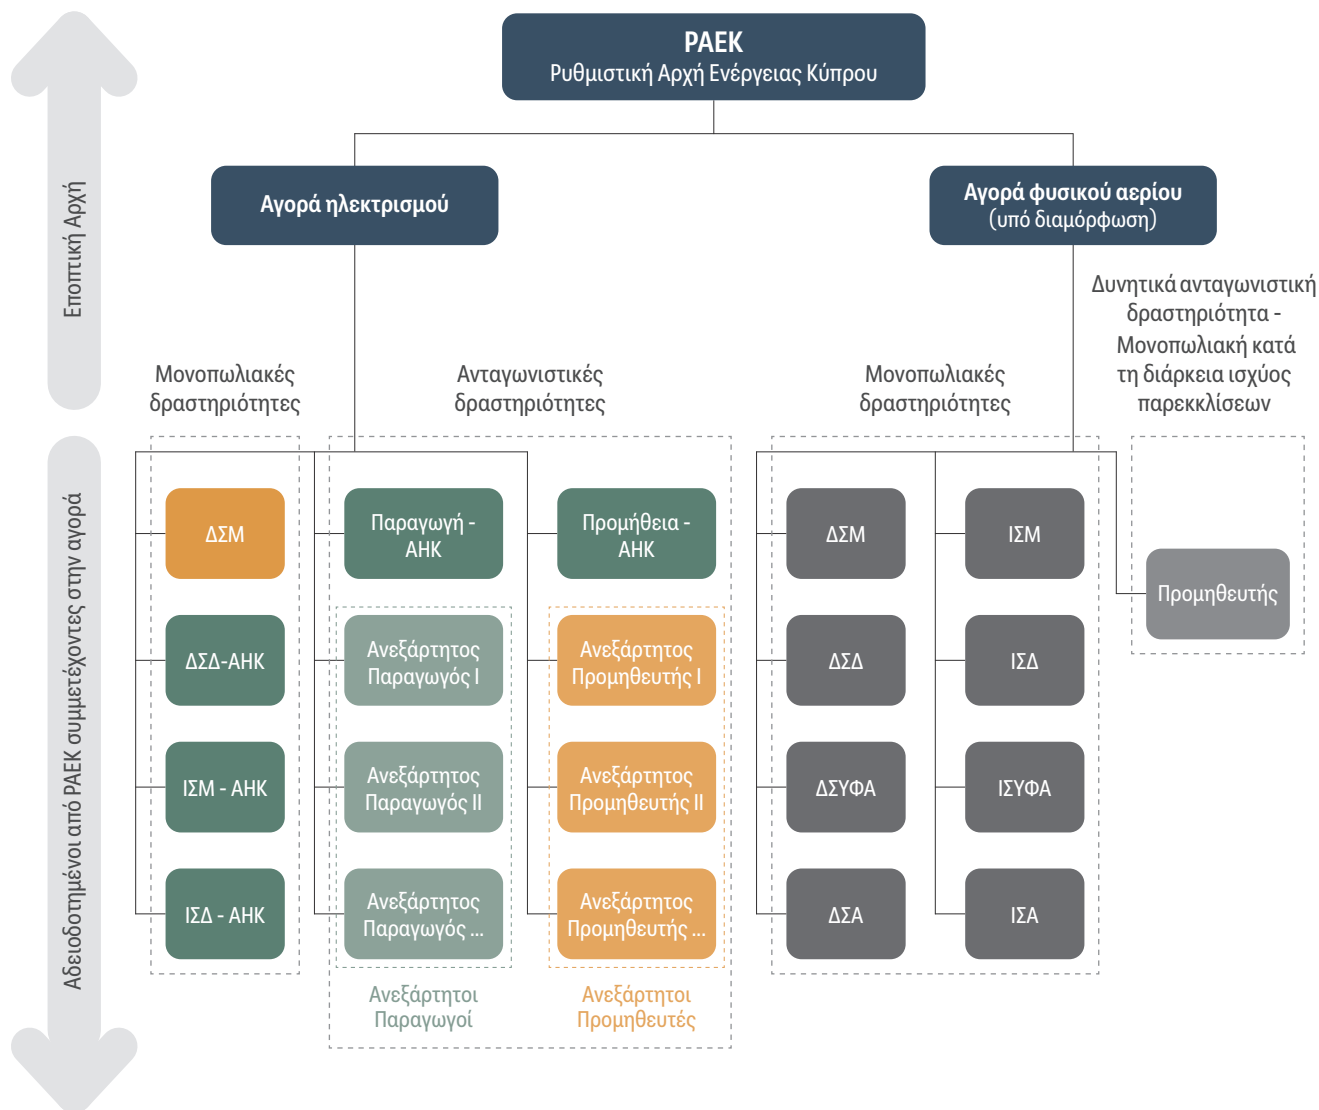 ΡΑΕΚ
Ρυθμιστική Αρχή Ενέργειας Κύπρου
Εποπτική Αρχή
Αγορά ηλεκτρισμού
Αγορά φυσικού αερίου
(υπό διαμόρφωση)
Μονοπωλιακές
δραστηριότητες
Ανταγωνιστικές
δραστηριότητες
Μονοπωλιακές
δραστηριότητες
Δυνητικά ανταγωνιστική
δραστηριότητα -
Μονοπωλιακή κατά
τη διάρκεια ισχύος
παρεκκλίσεων
Αδειοδοτημένοι από ΡΑΕΚ συμμετέχοντες στην αγορά
ΔΣΜ
ΔΣΔ-ΑΗΚ
ΙΣΜ - ΑΗΚ
ΙΣΔ - ΑΗΚ
Παραγωγή -
ΑΗΚ
Ανεξάρτητος
Παραγωγός Ι
Ανεξάρτητος
Παραγωγός ΙΙ
Ανεξάρτητος
Παραγωγός ...
Ανεξάρτητοι
Παραγωγοί
Προμήθεια -
ΑΗΚ
Ανεξάρτητος
Προμηθευτής Ι
Ανεξάρτητος
Προμηθευτής ΙΙ
Ανεξάρτητος
Προμηθευτής ...
Ανεξάρτητοι
Προμηθευτές
ΔΣΜ
ΔΣΔ
ΔΣΥΦΑ
ΔΣΑ
ΙΣΜ
ΙΣΔ
ΙΣΥΦΑ
ΙΣΑ
Προμηθευτής